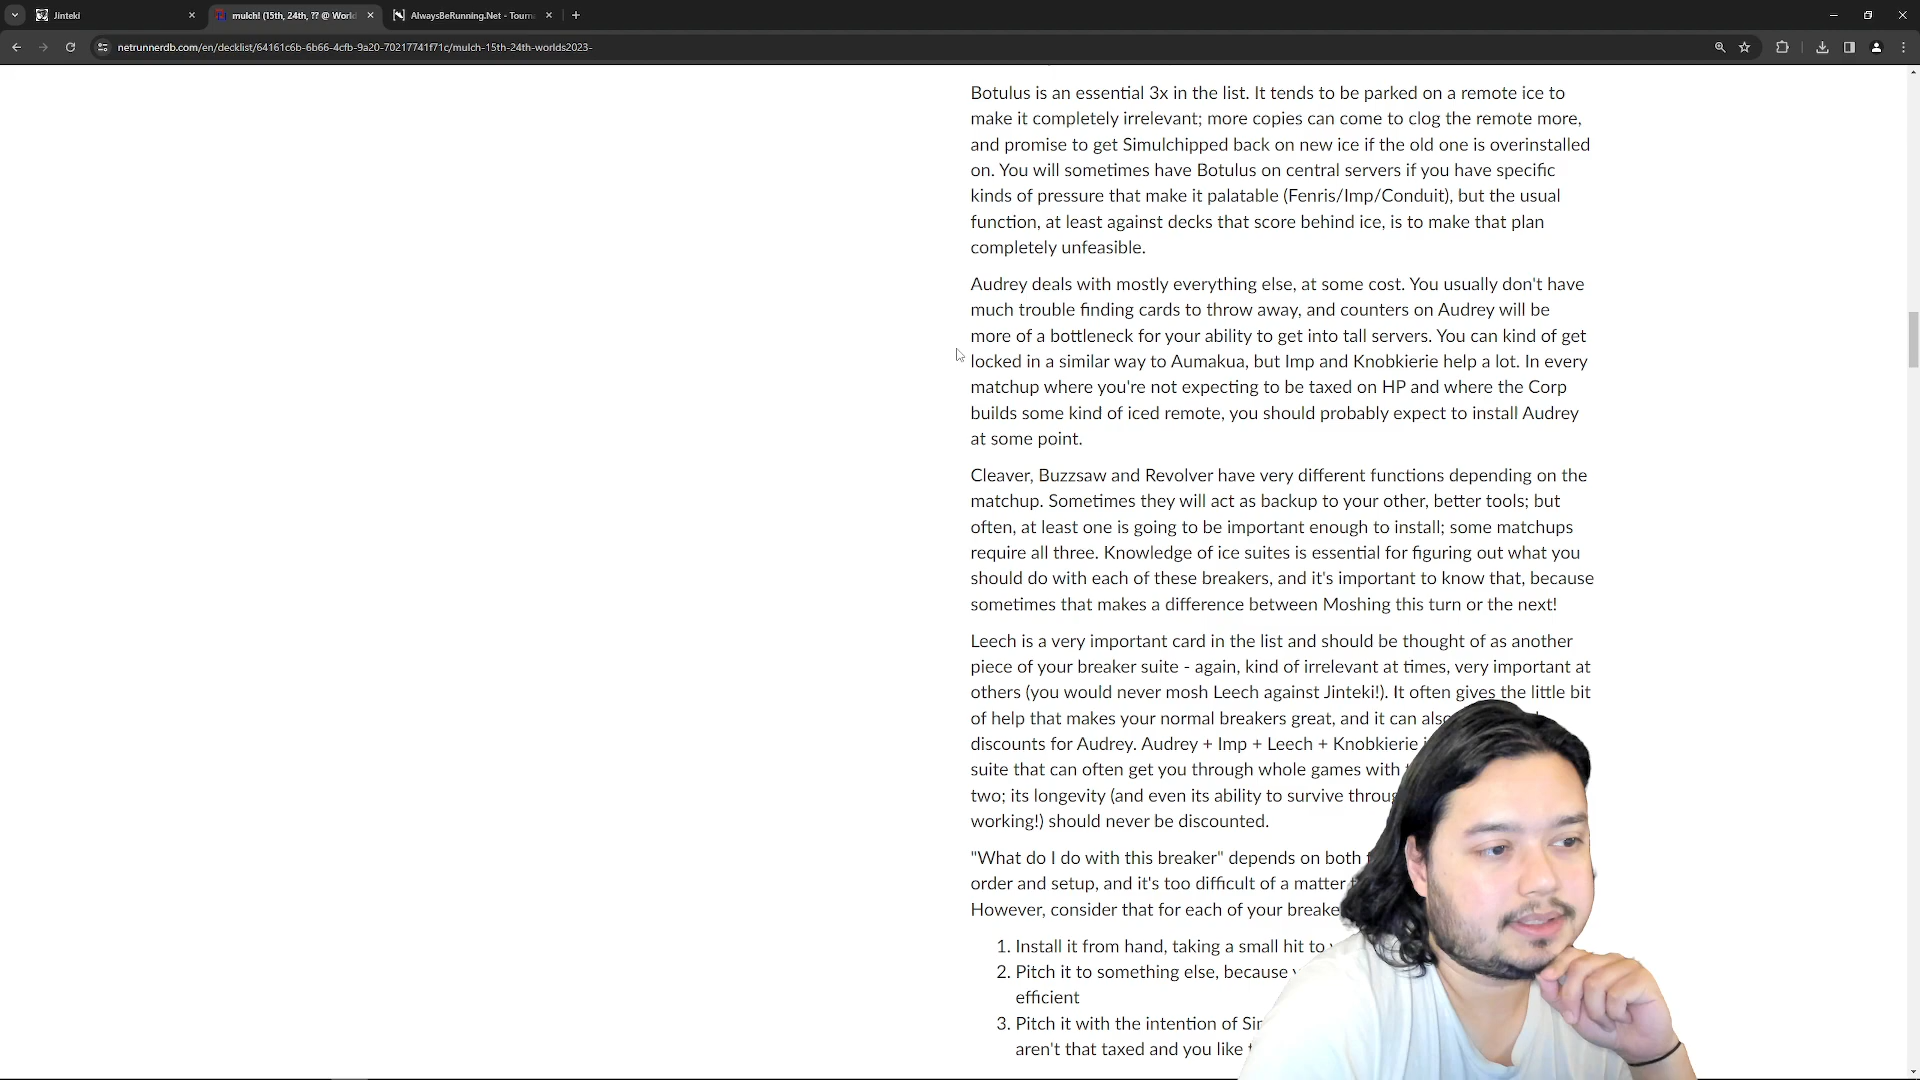 Jinteki
mulch! (15th, 24th, ?? @ World
AlwaysBeRunning.Net - Tourna
netrunnerdb.com/en/decklist/64161c6b-6b66-4cfb-9a20-70217741f71c/mulch-15th-24th-worlds2023-
Botulus is an essential 3x in the list. It tends to be parked on a remote ice to
make it completely irrelevant; more copies can come to clog the remote more,
and promise to get Simulchipped back on new ice if the old one is overinstalled
on. You will sometimes have Botulus on central servers if you have specific
kinds of pressure that make it palatable (Fenris/Imp/Conduit), but the usual
function, at least against decks that score behind ice, is to make that plan
completely unfeasible.
Audrey deals with mostly everything else, at some cost. You usually don't have
much trouble finding cards to throw away, and counters on Audrey will be
more of a bottleneck for your ability to get into tall servers. You can kind of get
locked in a similar way to Aumakua, but Imp and Knobkierie help a lot. In every
matchup where you're not expecting to be taxed on HP and where the Corp
builds some kind of iced remote, you should probably expect to install Audrey
at some point.
Cleaver, Buzzsaw and Revolver have very different functions depending on the
matchup. Sometimes they will act as backup to your other, better tools; but
often, at least one is going to be important enough to install; some matchups
require all three. Knowledge of ice suites is essential for figuring out what you
should do with each of these breakers, and it's important to know that, because
sometimes that makes a difference between Moshing this turn or the next!
Leech is a very important card in the list and should be thought of as another
piece of your breaker suite - again, kind of irrelevant at times, very important at
others (you would never mosh Leech against Jinteki!). It often gives the little bit
of help that makes your normal breakers great, and it can also
discounts for Audrey. Audrey + Imp + Leech + Knobkierie
suite that can often get you through whole games with
two; its longevity (and even its ability to survive
working!) should never be discounted.
"What do I do with this breaker" depends on both
order and setup, and it's too difficult of a matter
However, consider that for each of your
1. Install it from hand, taking a small hit to
2. Pitch it to something else, because
efficient
3. Pitch it with the intention of
aren't that taxed and you like